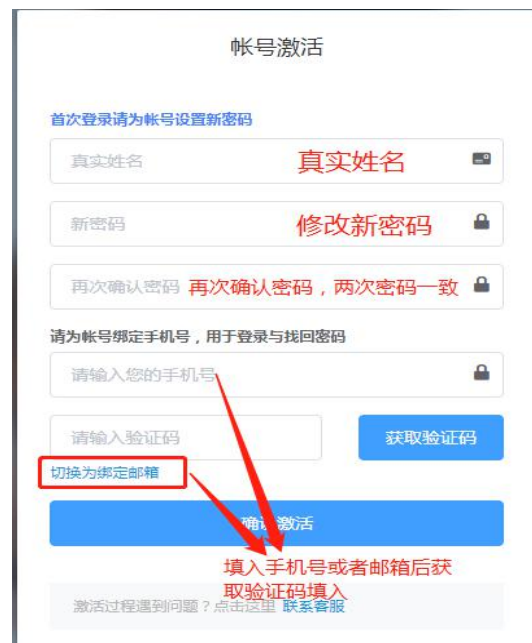 帐号激活
首次登录请为帐号设置新密码
真实姓名 真实姓名
新密码 修改新密码
再次确认密码 再次确认密码，两次密码一致
请为帐号绑定手机号，用于登录与找回密码
请输入您的手机号
请输入验证码 获取验证码
切换为绑定邮箱
确认激活
填入手机号或者邮箱后获
取验证码填入
激活过程遇到问题？点击这里 联系客服